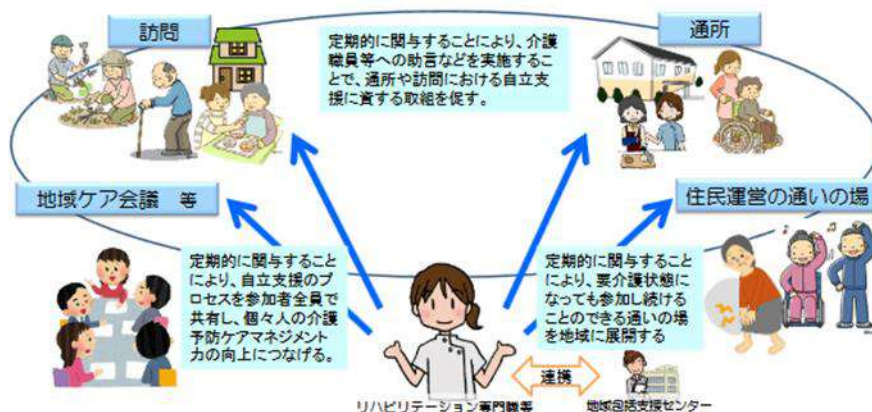 訪問
通所
定期的に関与することにより、介護
職員等への助言などを実施するこ
とで、通所や訪問における自立支
援に資する取組を促す。
地域ケア会議　等
住民運営の通いの場
定期的に関与すること
により、自立支援のプ
ロセスを参加者全員で
共有し、個々人の介護
予防ケアマネジメント
力の向上につなげる。
定期的に関与すること
により、要介護状態に
なっても参加し続ける
ことのできる通いの場
を地域に展開する
連携
リハビリテーション専門職等
地域包括支援センター